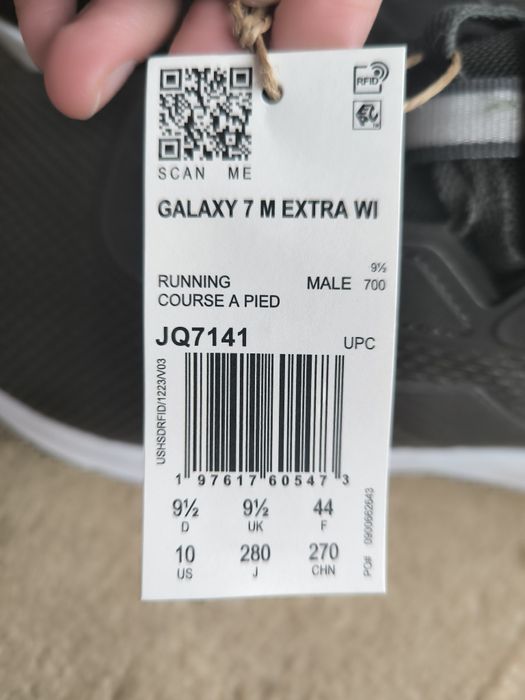 RFID
SCAN ME
GALAXY 7 M EXTRA WI
9½
RUNNING MALE 700
COURSE A PIED
JQ7141
UPC
USHSDRFID/1223/V03
1 97617 60547 3
9½ 9½ 44
D UK F
10 280 270
US J CHN
PO# 0900662643